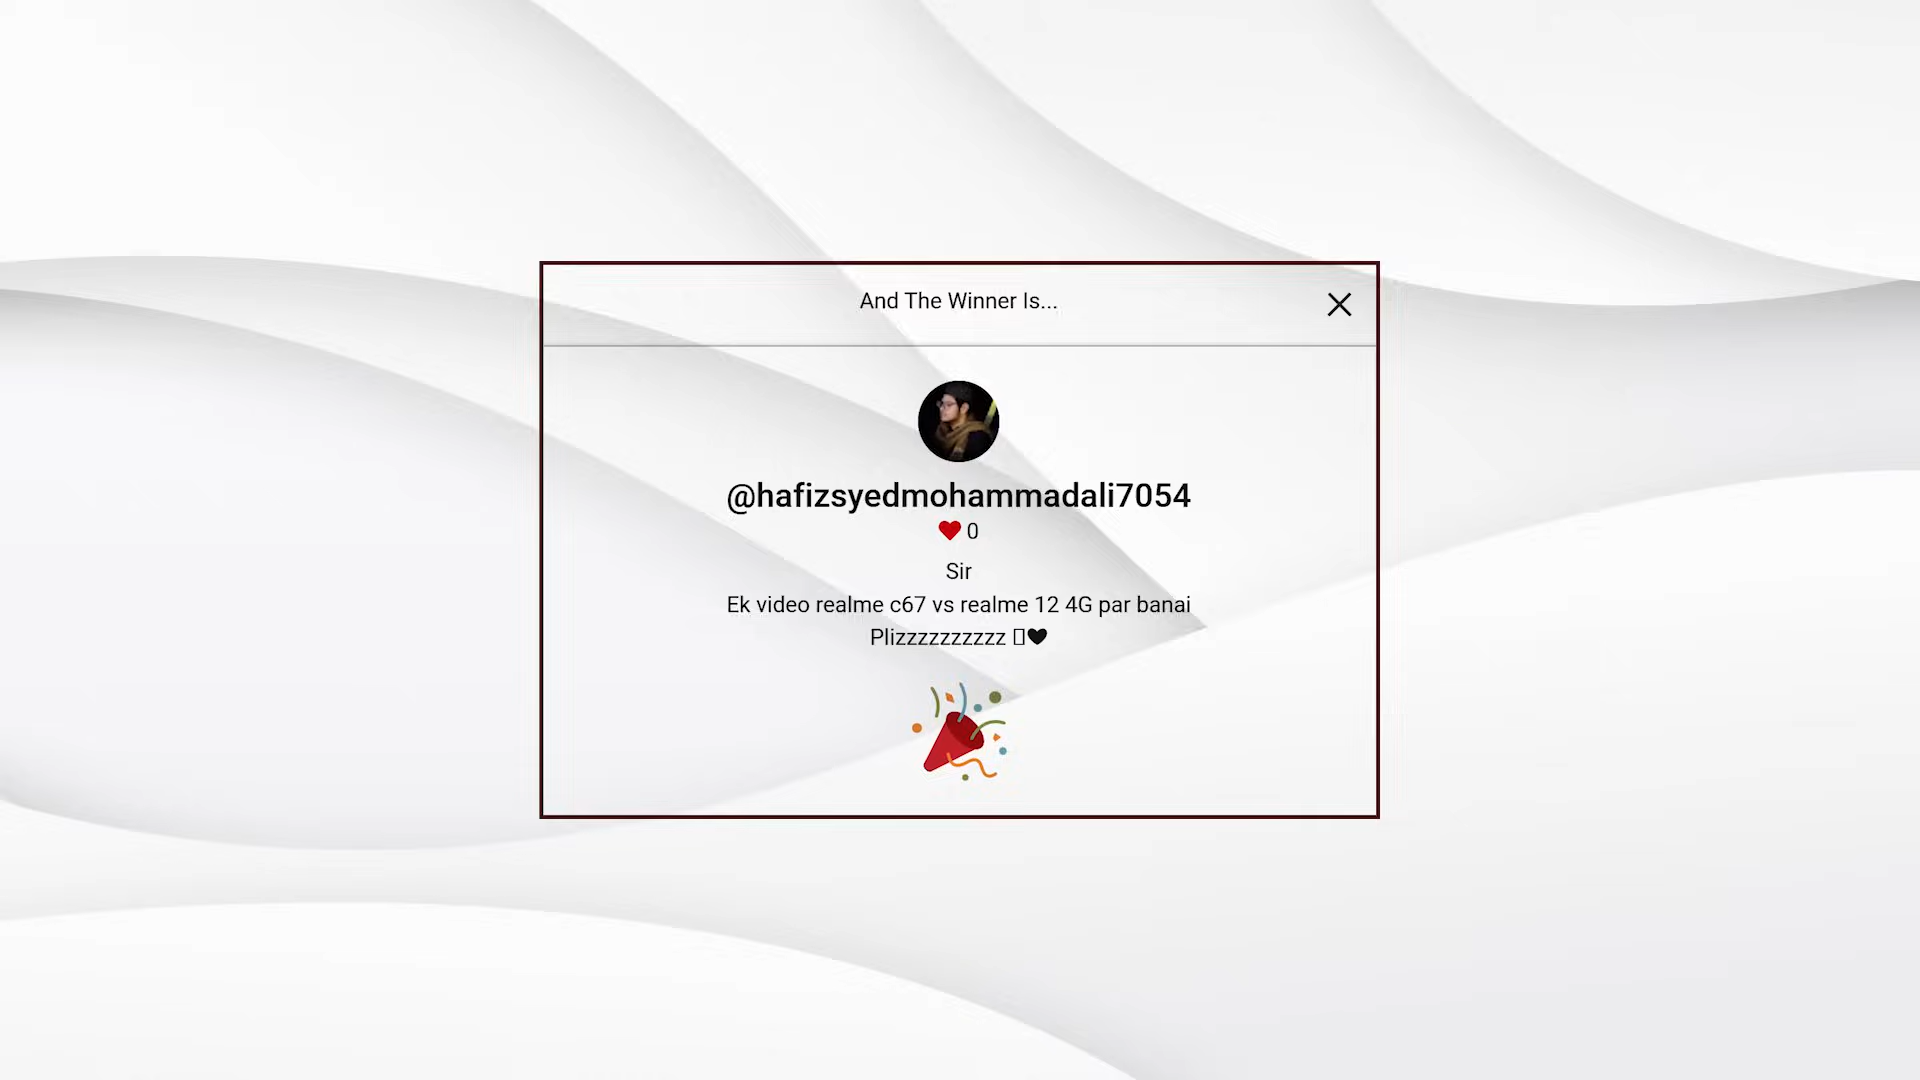 And The Winner Is...
@hafizsyedmohammadali7054
0
Sir
Ek video realme c67 vs realme 12 4G par banai
Plizzzzzzzzzz ▯🖤